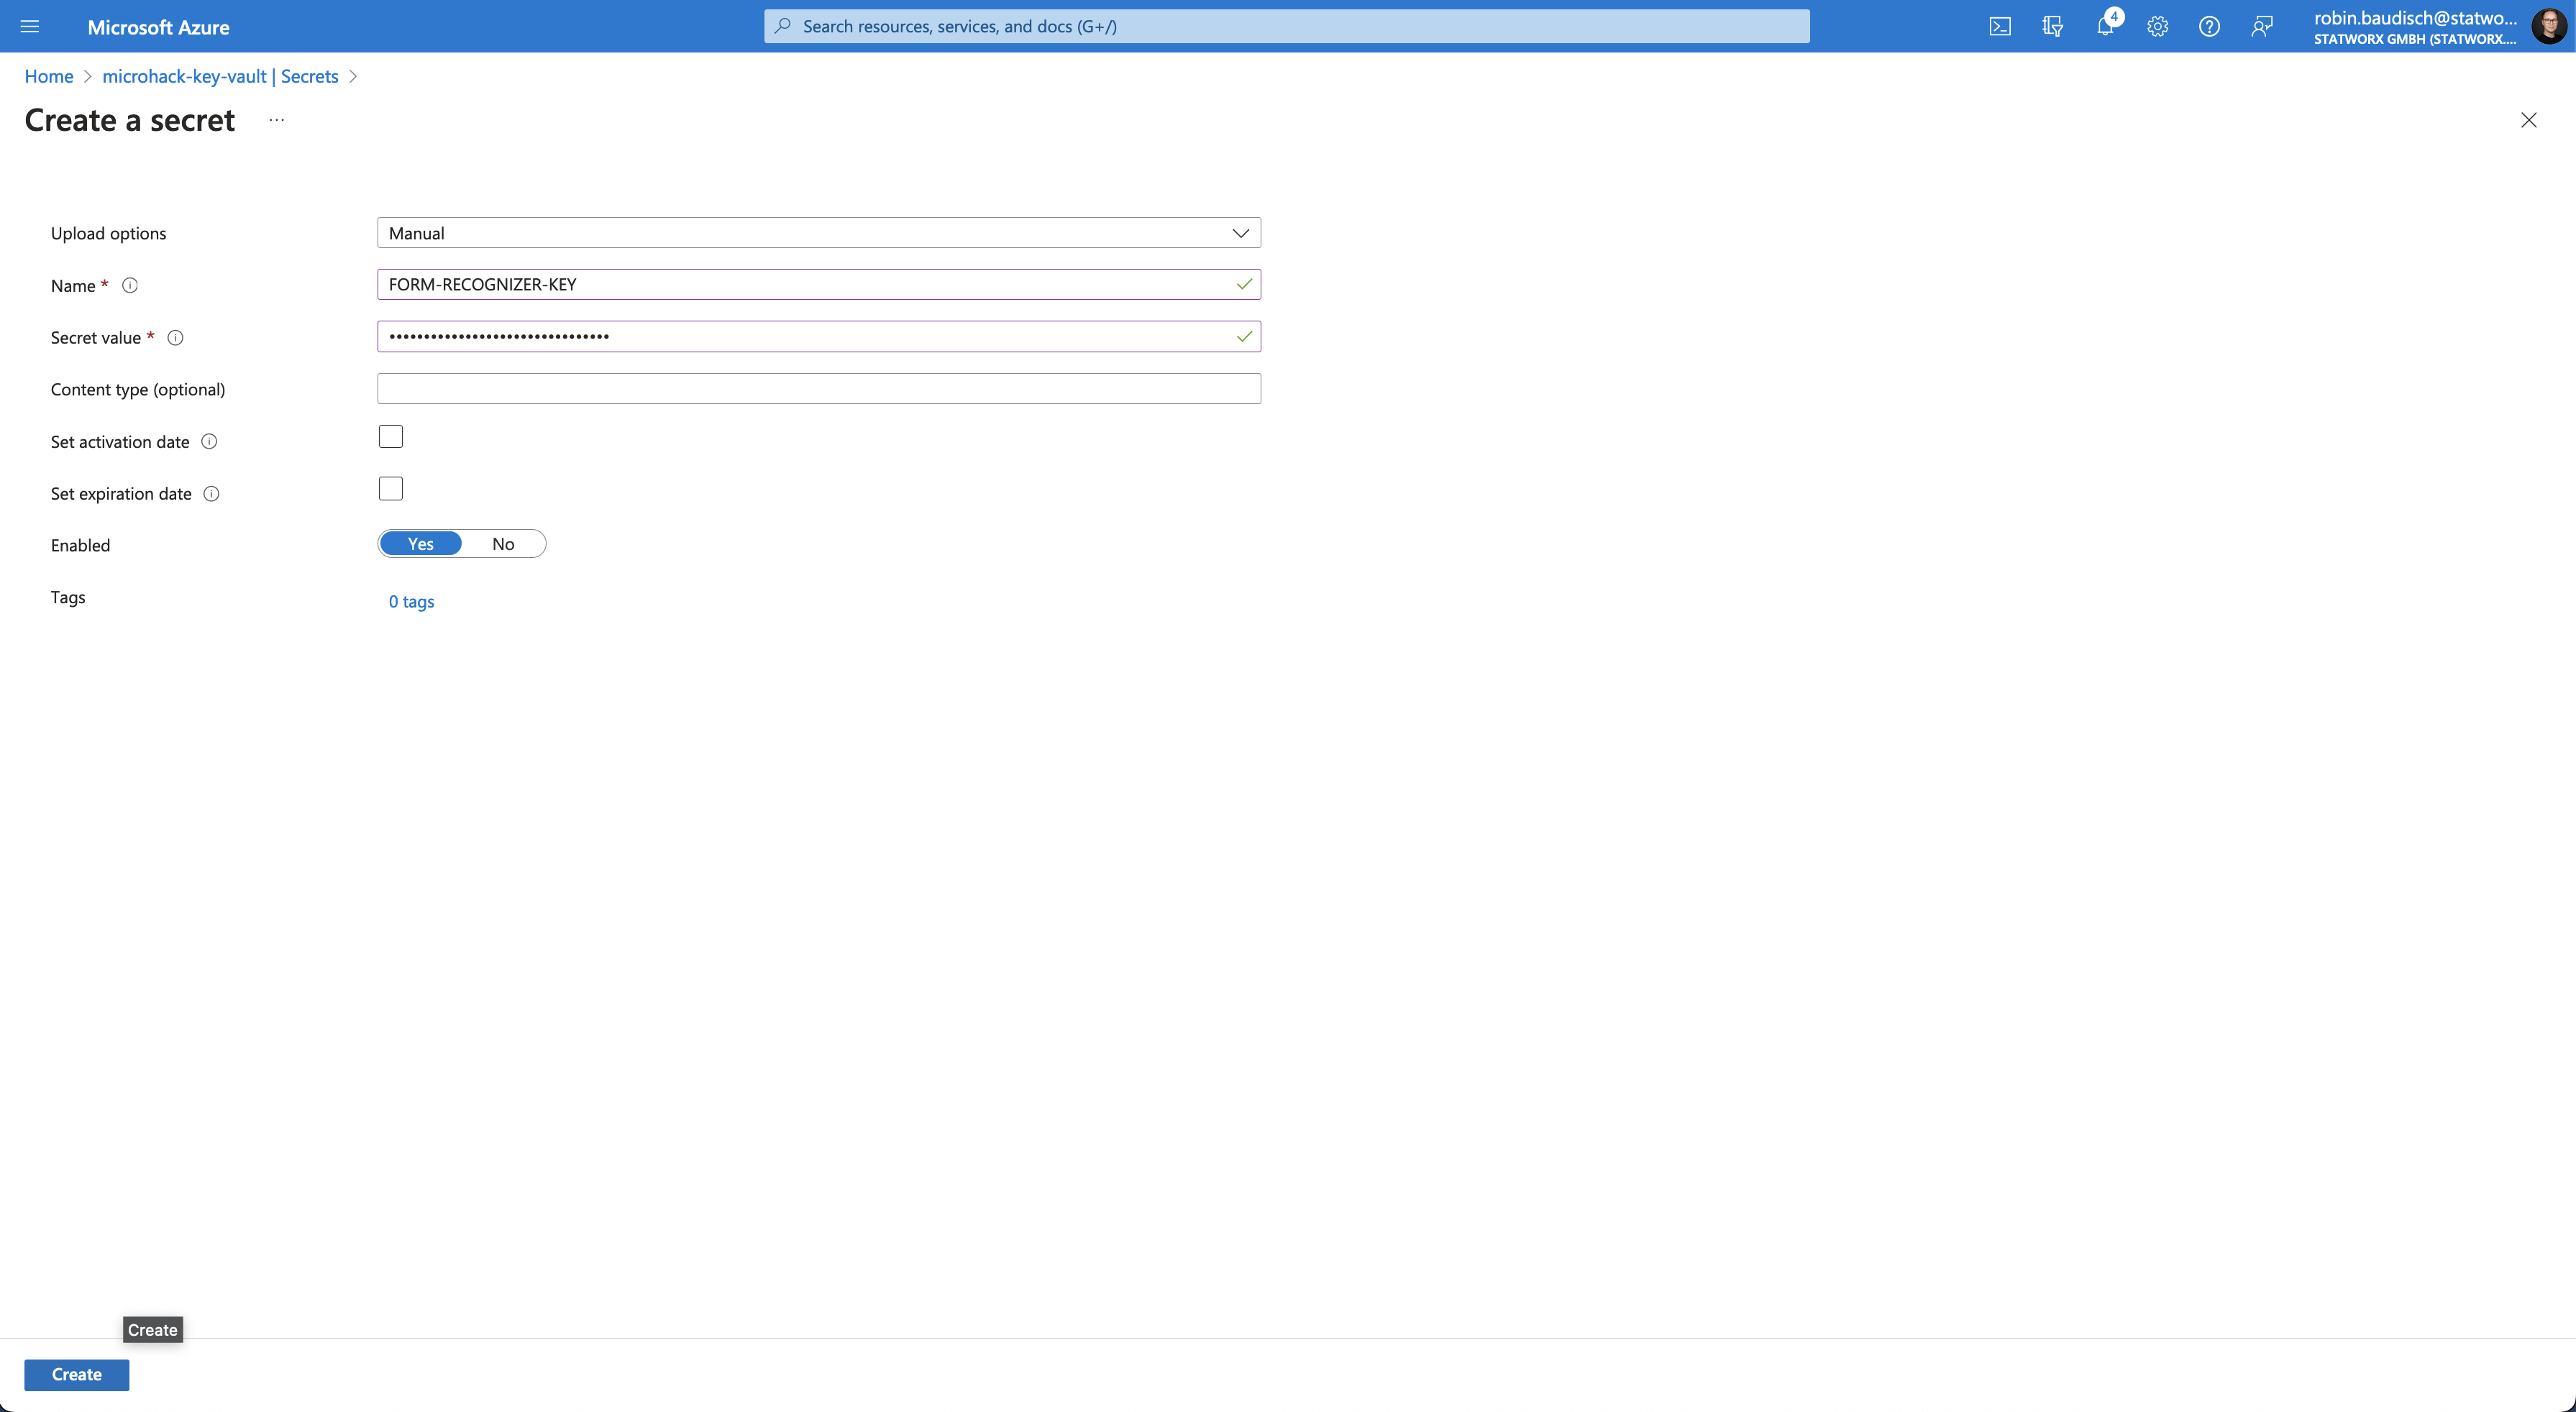 Microsoft Azure
Search resources, services, and docs (G+/)
4
robin.baudisch@statwo...
STATWORX GMBH (STATWORX....
Home > microhack-key-vault | Secrets >
Create a secret ...
Upload options
Manual
Name *
FORM-RECOGNIZER-KEY
Secret value *
••••••••••••••••••••••••••••••••
Content type (optional)
Set activation date
Set expiration date
Enabled
Yes No
Tags
0 tags
Create
Create